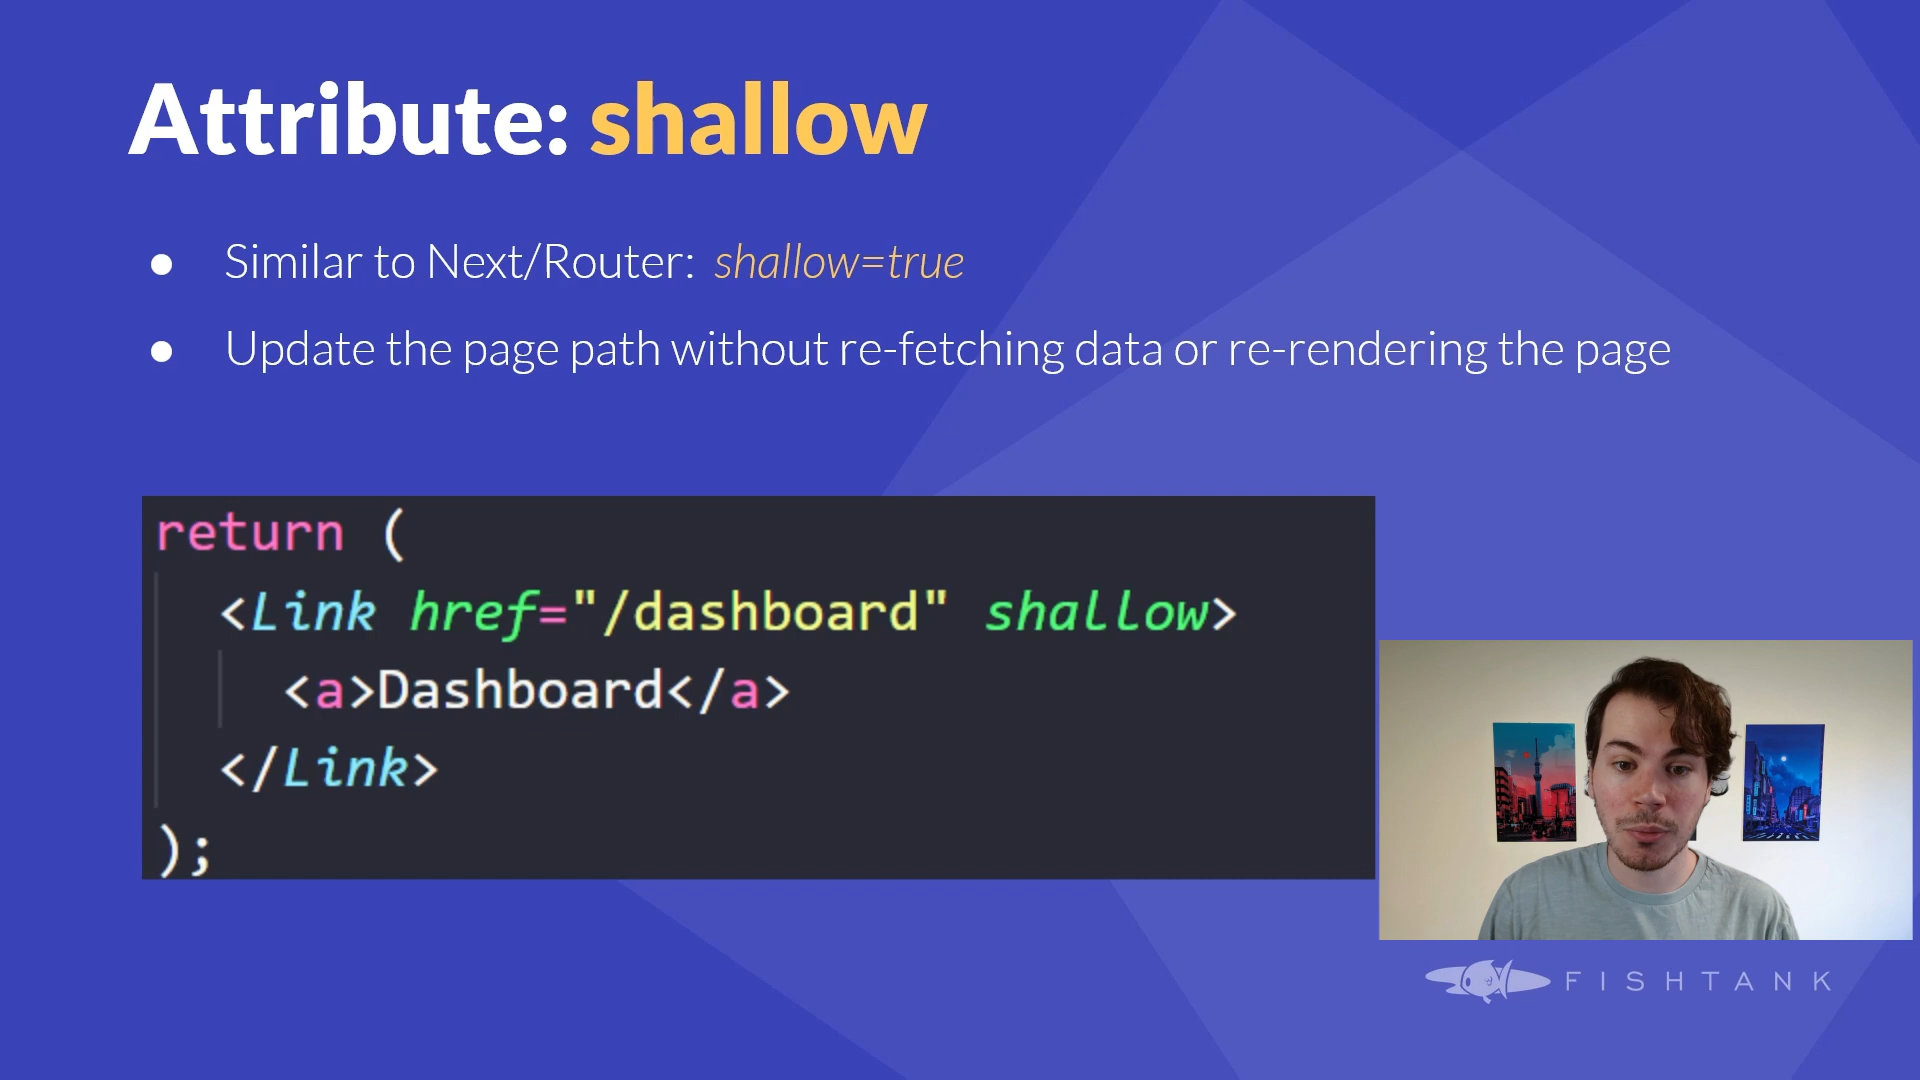 Attribute: shallow
● Similar to Next/Router: shallow=true
● Update the page path without re-fetching data or re-rendering the page
return (
<Link href="/dashboard" shallow>
<a>Dashboard</a>
</Link>
);
FISHTANK